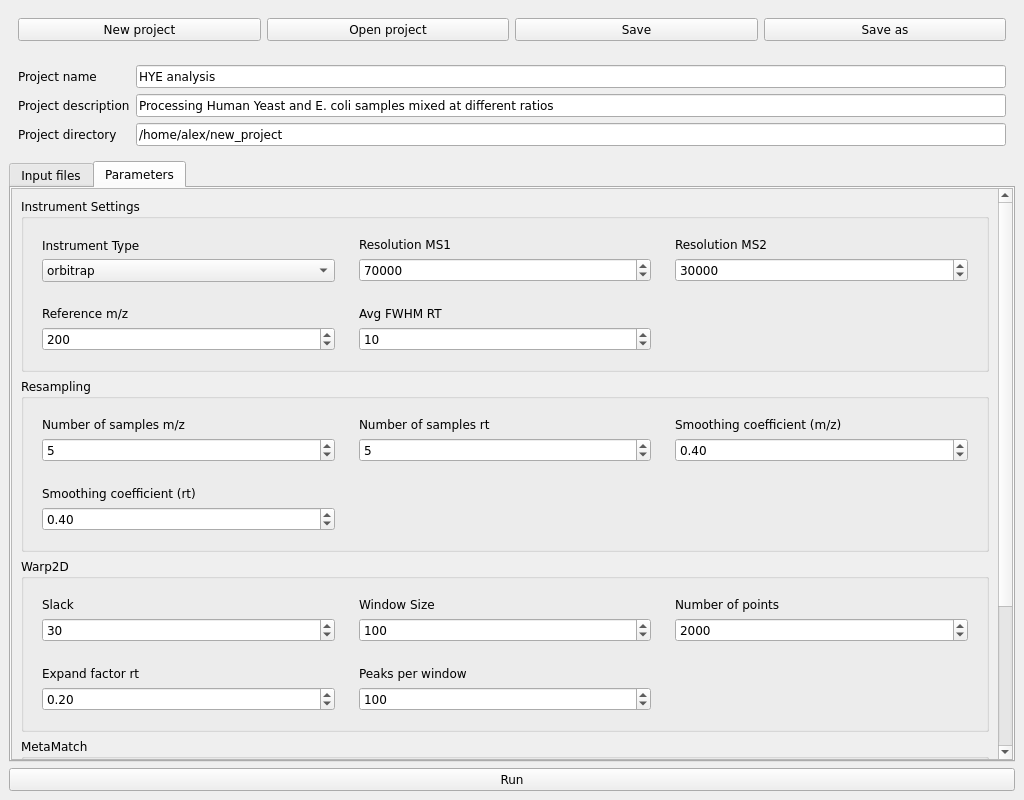 New project Open project Save Save as
Project name HYE analysis
Project description Processing Human Yeast and E. coli samples mixed at different ratios
Project directory /home/alex/new_project
Input files Parameters
Instrument Settings
Instrument Type Resolution MS1 Resolution MS2
orbitrap 70000 30000
Reference m/z Avg FWHM RT
200 10
Resampling
Number of samples m/z Number of samples rt Smoothing coefficient (m/z)
5 5 0.40
Smoothing coefficient (rt)
0.40
Warp2D
Slack Window Size Number of points
30 100 2000
Expand factor rt Peaks per window
0.20 100
MetaMatch
Run